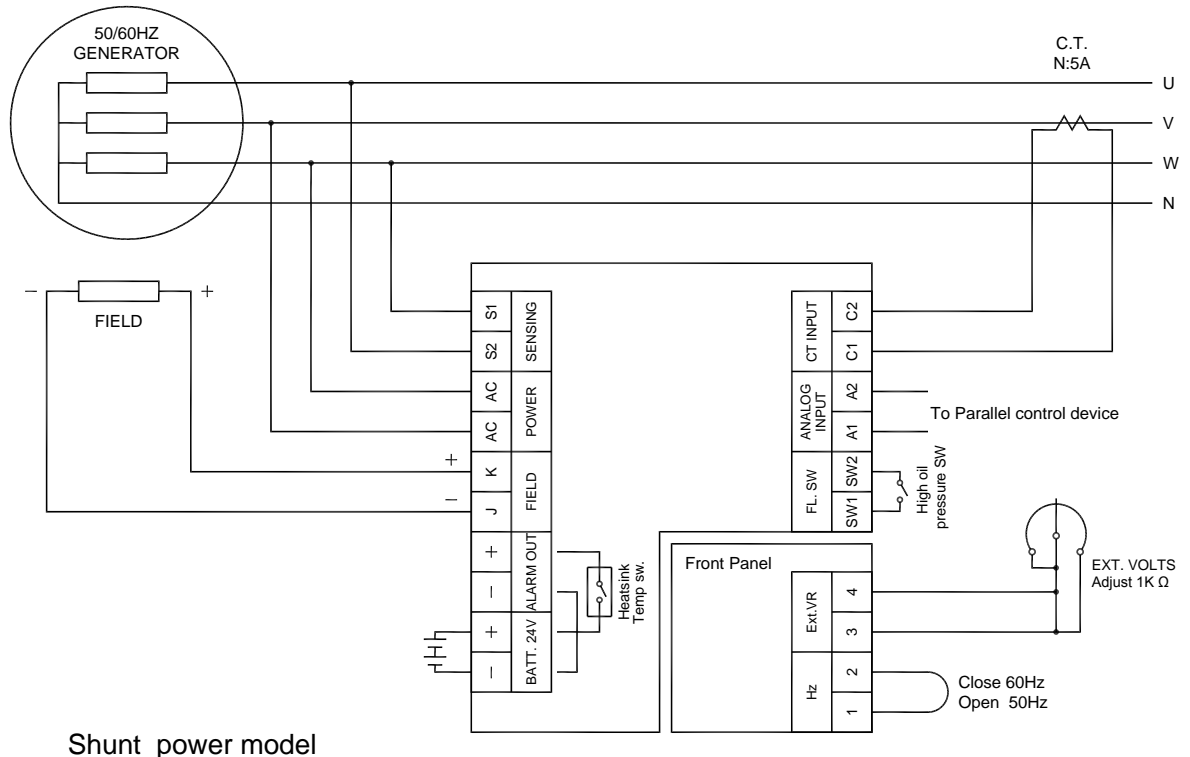 50/60HZ
GENERATOR
C.T.
N:5A
U
V
W
N
− +
FIELD
S1
S2
SENSING
AC
AC
POWER
+
−
K
J
FIELD
+
−
ALARM OUT
+
−
BATT. 24V
Heatsink
Temp sw.
C2
C1
CT INPUT
A2
A1
ANALOG
INPUT
To Parallel control device
SW2
SW1
FL. SW
High oil
pressure SW
Front Panel
4
3
Ext.VR
2
1
Hz
EXT. VOLTS
Adjust 1K Ω
Close 60Hz
Open 50Hz
Shunt power model